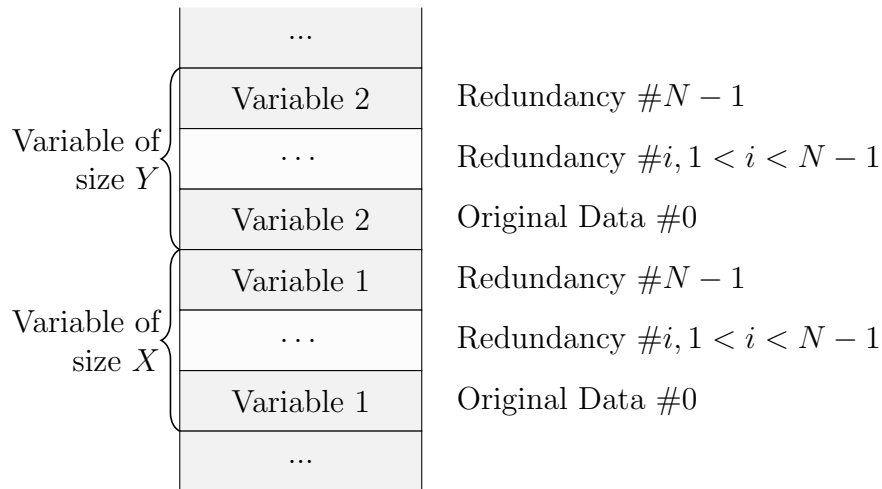 ...
Variable 2 Redundancy #N − 1
Variable of size Y
· · · Redundancy #i, 1 < i < N − 1
Variable 2 Original Data #0
Variable 1 Redundancy #N − 1
Variable of size X
· · · Redundancy #i, 1 < i < N − 1
Variable 1 Original Data #0
...